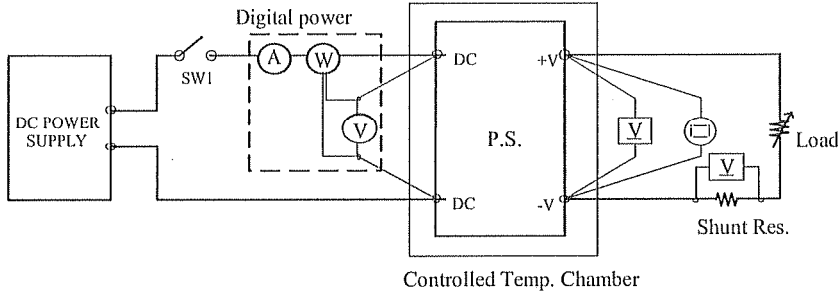 Digital power
A
W
DC
+V
SW1
DC POWER
SUPPLY
V
P.S.
V
Load
V
DC
-V
Shunt Res.
Controlled Temp. Chamber